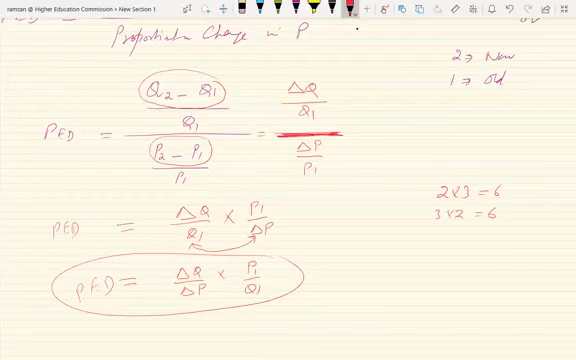 ramzan @ Higher Education Commission » New Section 1
Proportionate Change in P
2 => New
1 => Old
PED = (Q2 - Q1 / Q1) / (P2 - P1 / P1) = (ΔQ / Q1) / (ΔP / P1)
2 x 3 = 6
3 x 2 = 6
PED = ΔQ / Q1 x P1 / ΔP
PED = ΔQ / ΔP x P1 / Q1